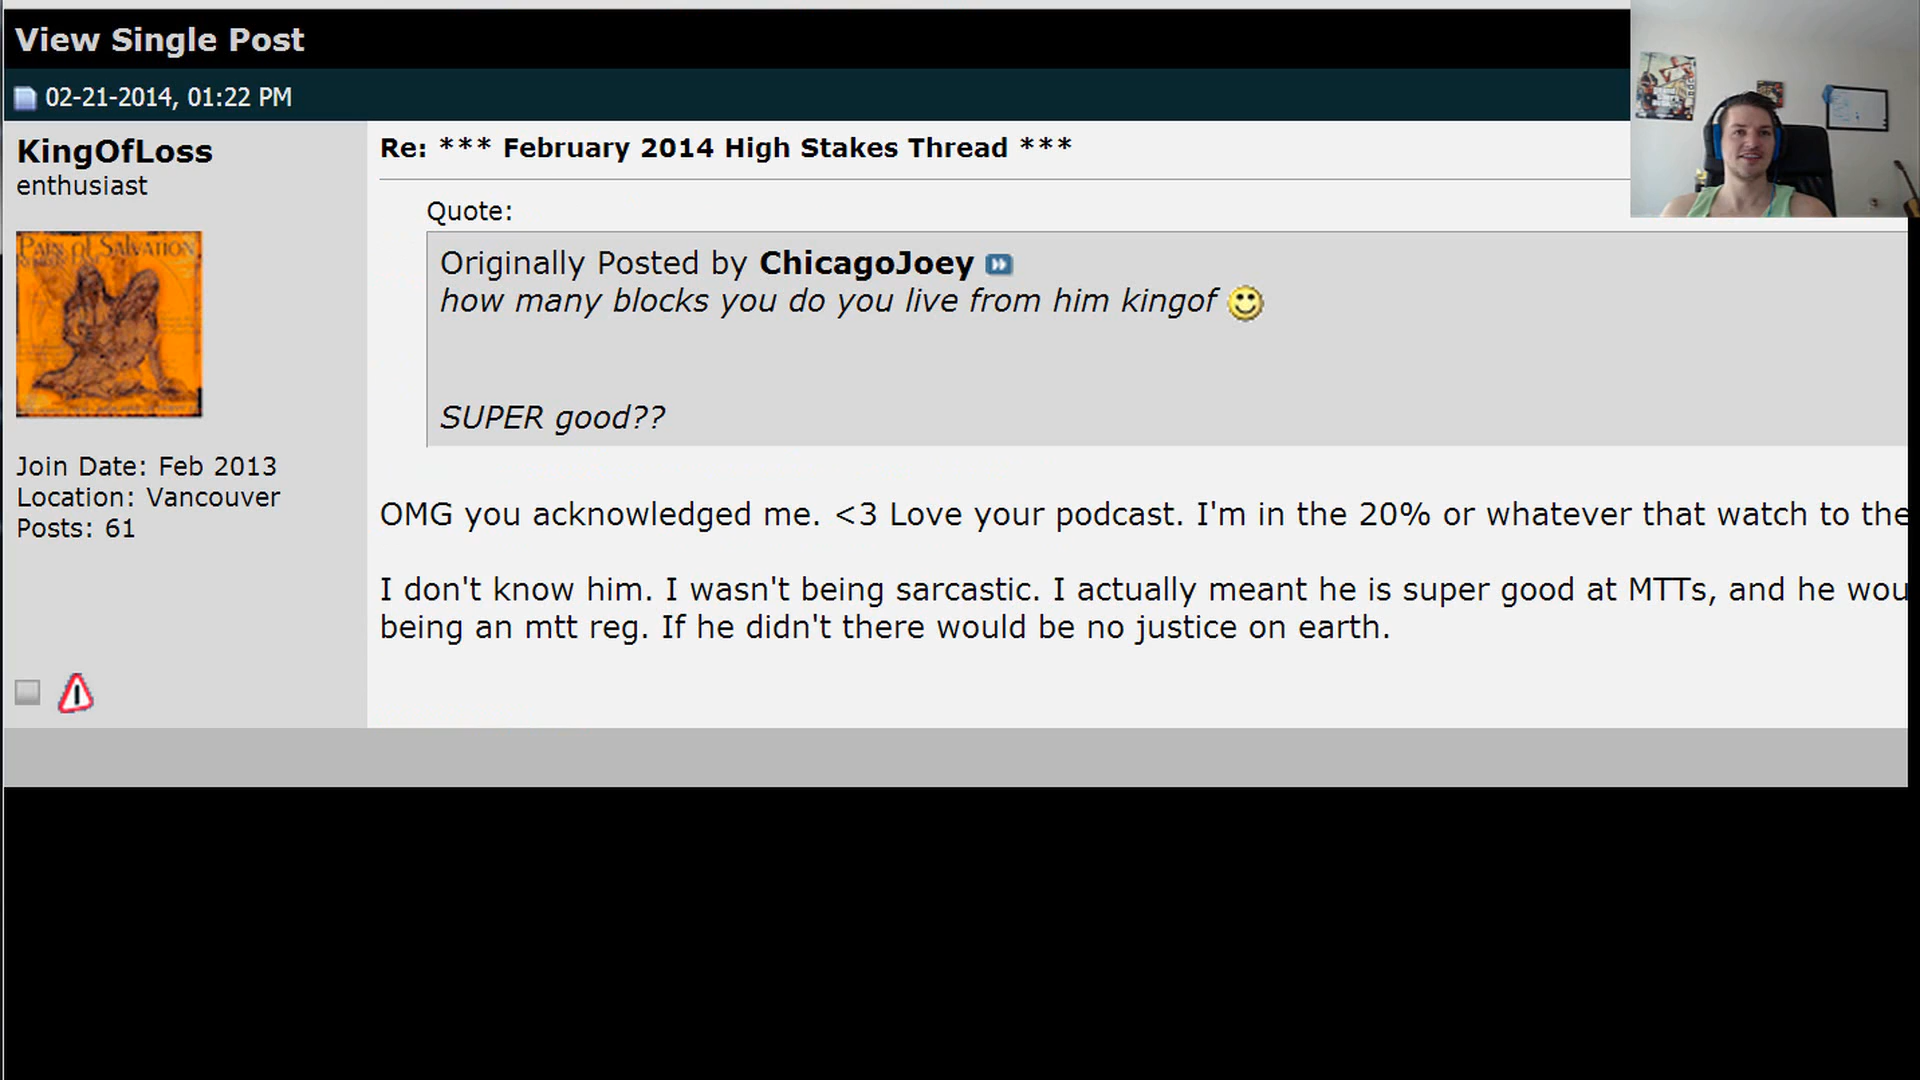 View Single Post
02-21-2014, 01:22 PM
KingOfLoss
enthusiast
PAIN of SALVATION
Join Date: Feb 2013
Location: Vancouver
Posts: 61
Re: *** February 2014 High Stakes Thread ***
Quote:
Originally Posted by ChicagoJoey
how many blocks you do you live from him kingof
SUPER good??
OMG you acknowledged me. <3 Love your podcast. I'm in the 20% or whatever that watch to the
I don't know him. I wasn't being sarcastic. I actually meant he is super good at MTTs, and he wou
being an mtt reg. If he didn't there would be no justice on earth.